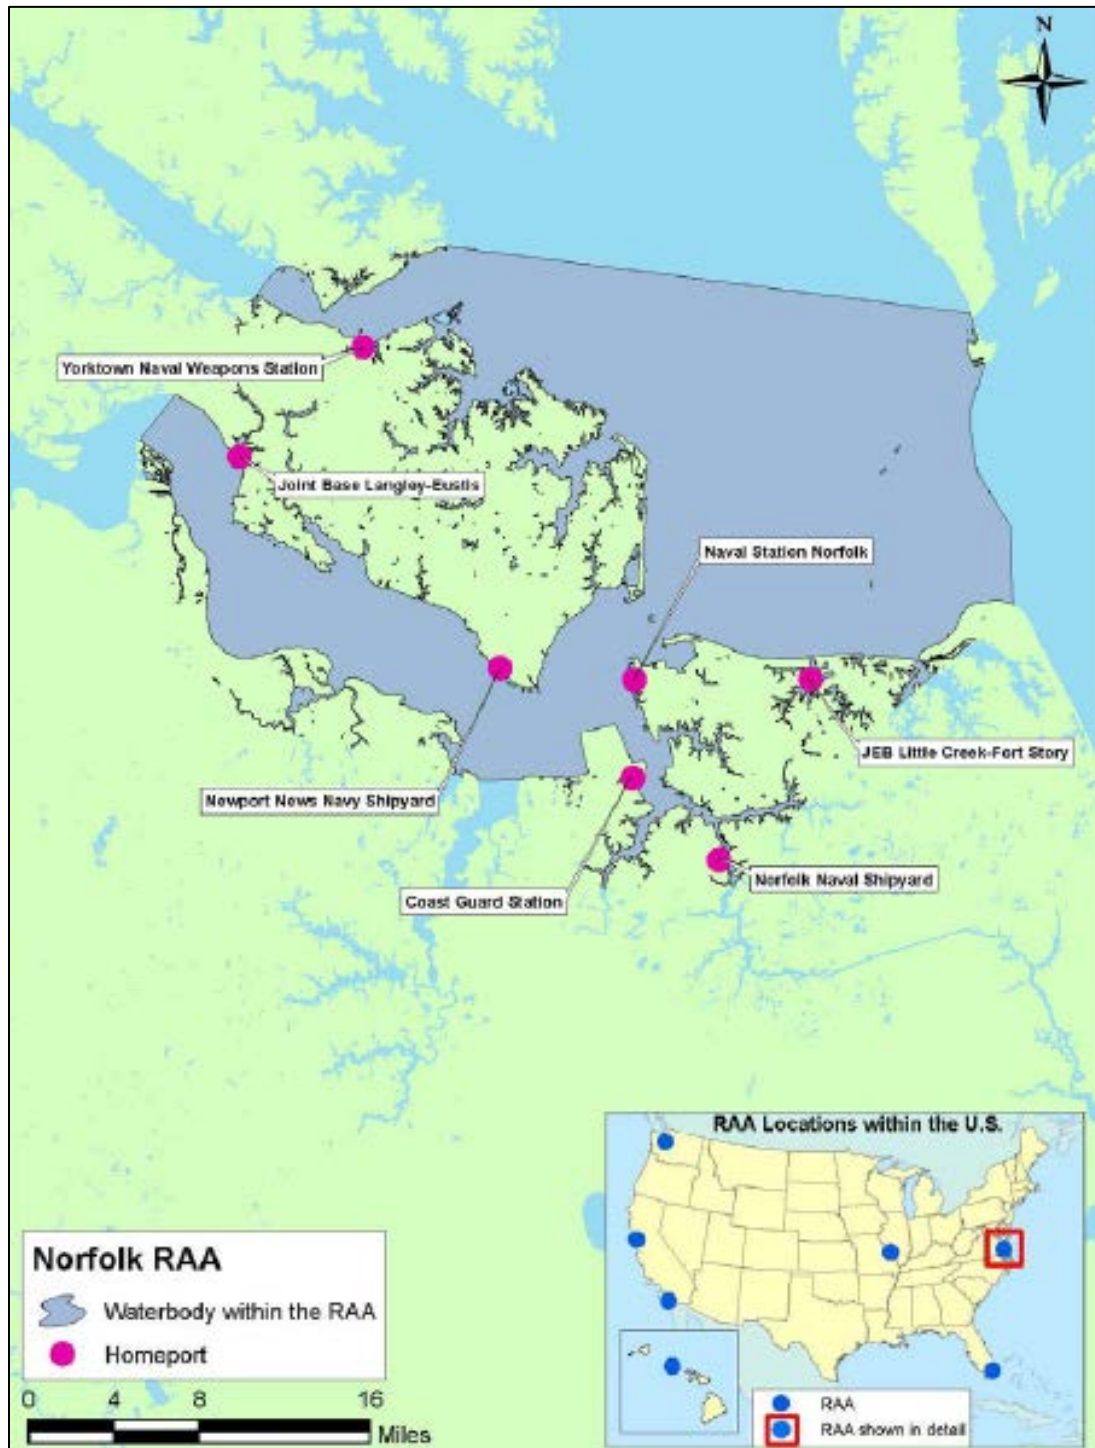 N
Yorktown Naval Weapons Station
Joint Base Langley-Eustis
Naval Station Norfolk
JEB Little Creek-Fort Story
Newport News Navy Shipyard
Coast Guard Station
Norfolk Naval Shipyard
RAA Locations within the U.S.
Norfolk RAA
Waterbody within the RAA
Homeport
0 4 8 16
Miles
RAA
RAA shown in detail